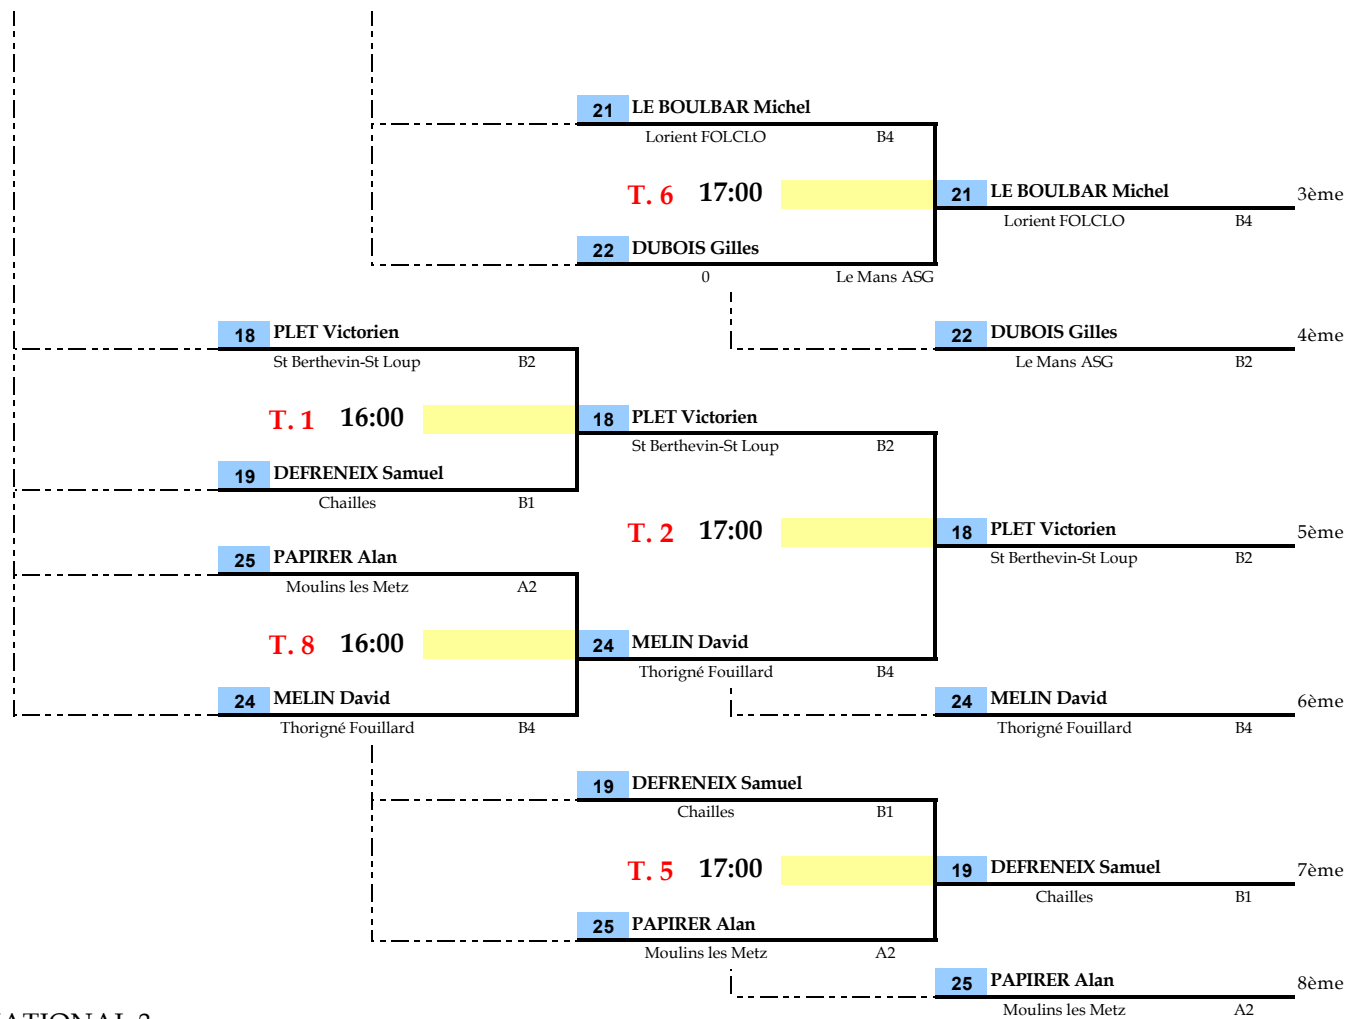 21 LE BOULBAR Michel
Lorient FOLCLO B4
T. 6 17:00
21 LE BOULBAR Michel 3ème
Lorient FOLCLO B4
22 DUBOIS Gilles
0 Le Mans ASG
18 PLET Victorien
St Berthevin-St Loup B2
22 DUBOIS Gilles 4ème
Le Mans ASG B2
T. 1 16:00
18 PLET Victorien
St Berthevin-St Loup B2
19 DEFRENEIX Samuel
Chailles B1
T. 2 17:00
18 PLET Victorien 5ème
St Berthevin-St Loup B2
25 PAPIRER Alan
Moulins les Metz A2
T. 8 16:00
24 MELIN David
Thorigné Fouillard B4
24 MELIN David
Thorigné Fouillard B4
24 MELIN David 6ème
Thorigné Fouillard B4
19 DEFRENEIX Samuel
Chailles B1
T. 5 17:00
19 DEFRENEIX Samuel 7ème
Chailles B1
25 PAPIRER Alan
Moulins les Metz A2
25 PAPIRER Alan 8ème
Moulins les Metz A2